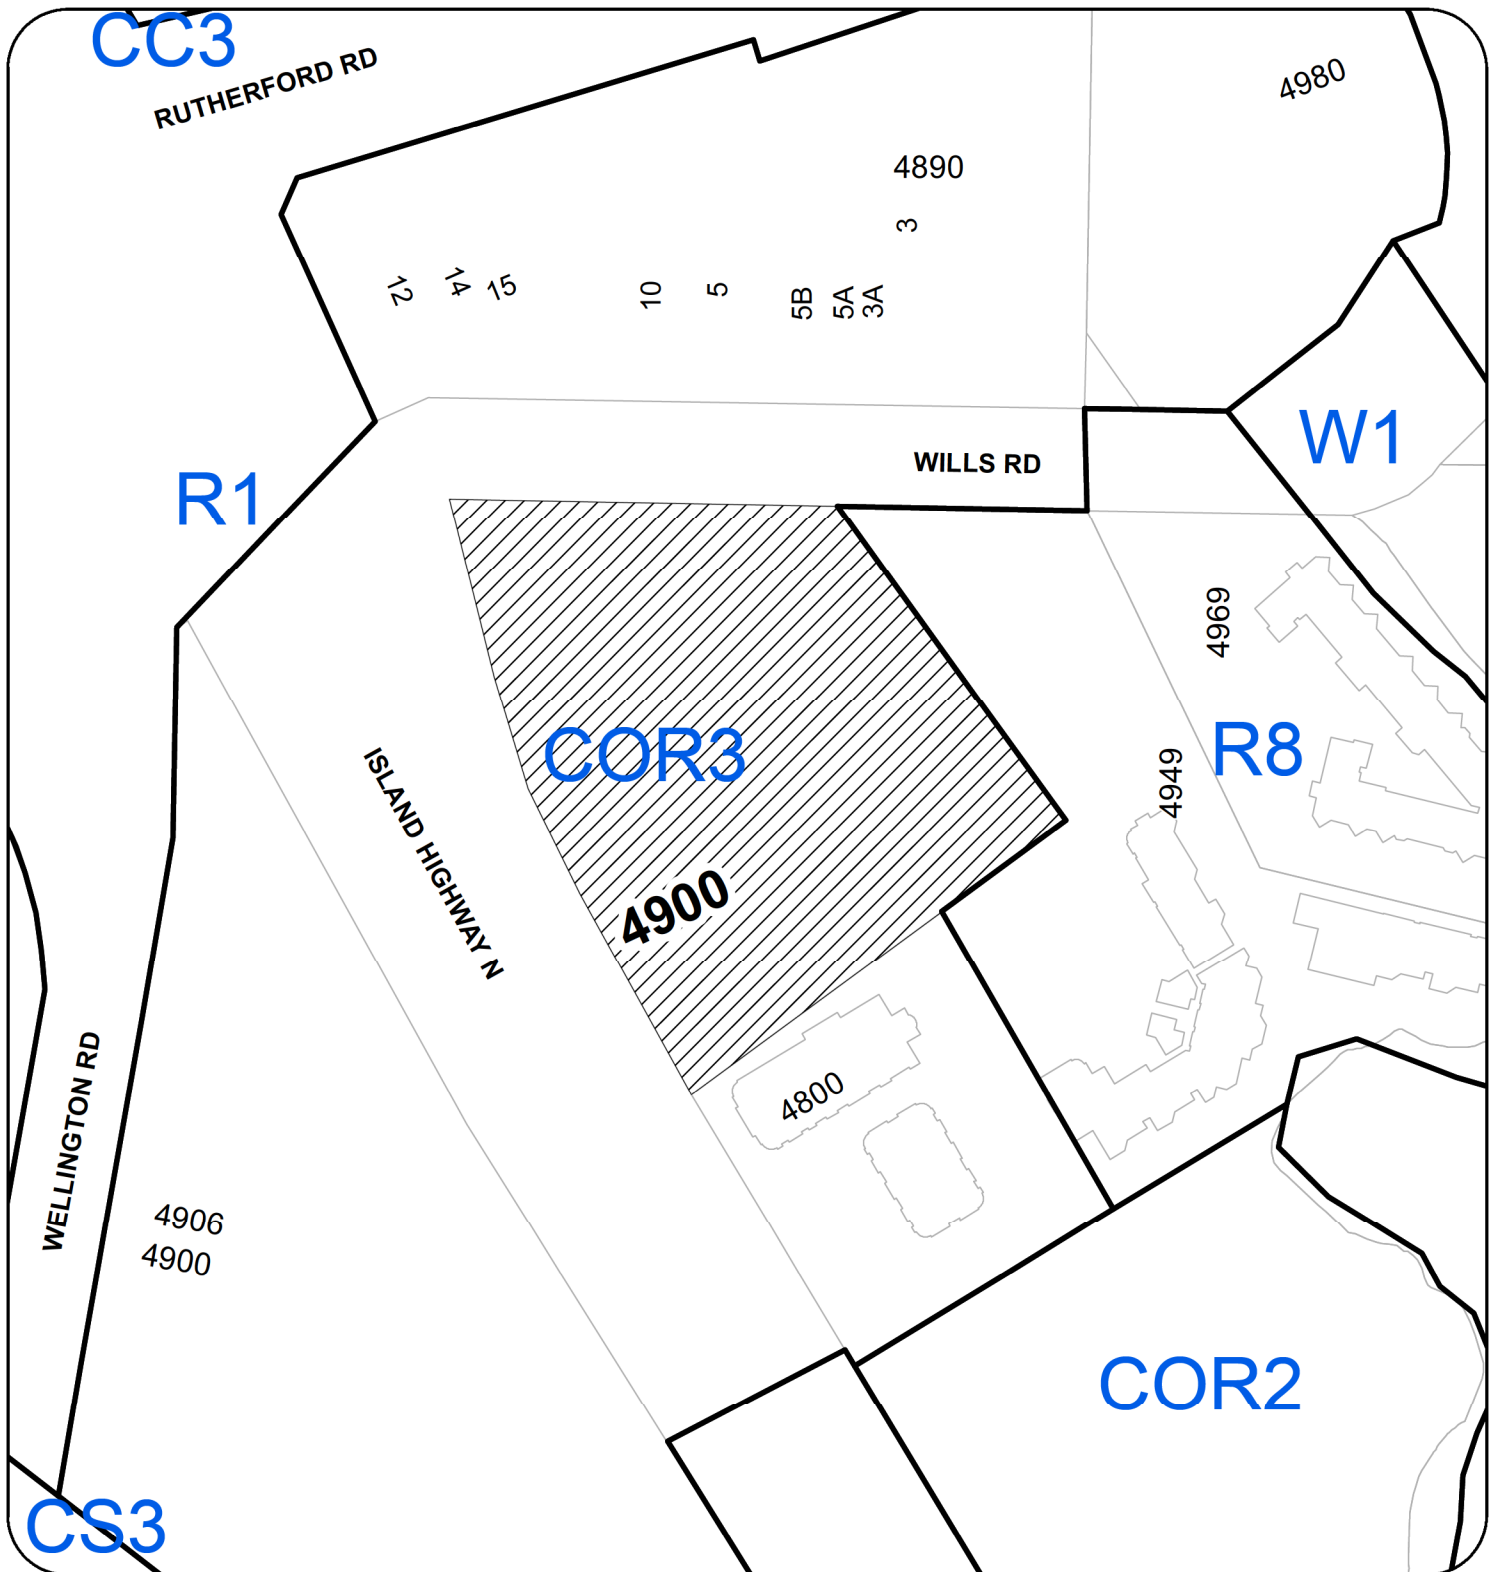 CC3
RUTHERFORD RD
4980
4890
3
12
14
15
10
5
5B
5A
3A
W1
WILLS RD
R1
4969
COR3
R8
4949
ISLAND HIGHWAY N
4900
4800
WELLINGTON RD
4906
4900
COR2
CS3